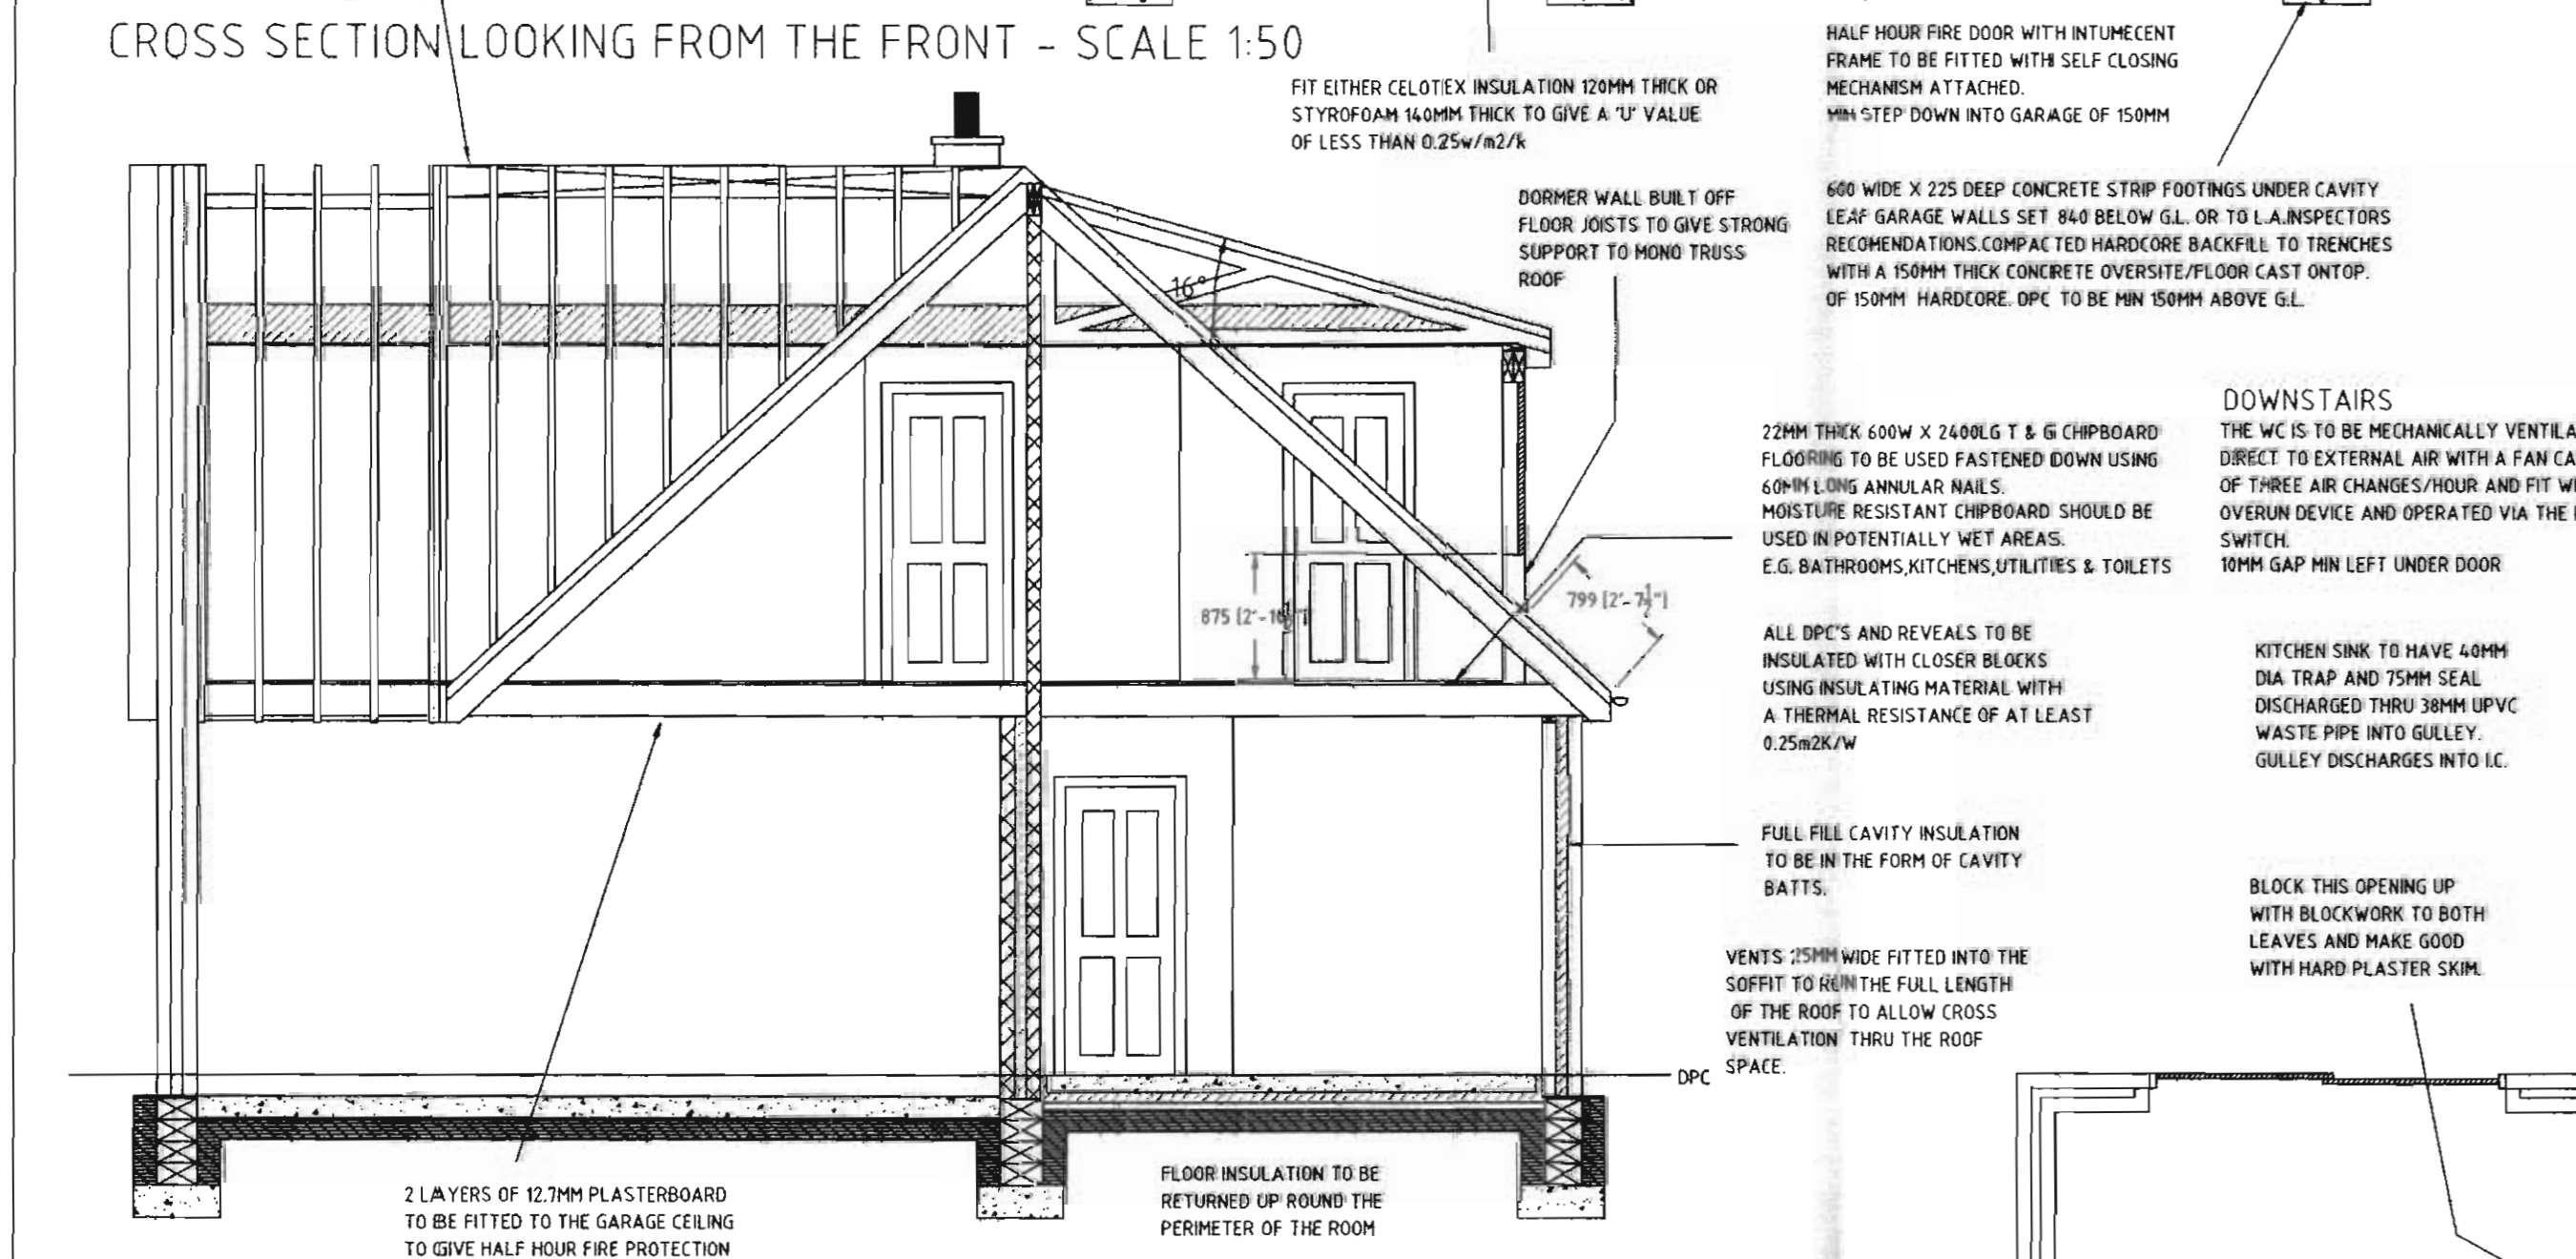 CROSS SECTION LOOKING FROM THE FRONT - SCALE 1:50
FIT EITHER CELOTEX INSULATION 120MM THICK OR
STYROFOAM 140MM THICK TO GIVE A 'U' VALUE
OF LESS THAN 0.25w/m2/k
HALF HOUR FIRE DOOR WITH INTUMECENT
FRAME TO BE FITTED WITH SELF CLOSING
MECHANISM ATTACHED.
MIN STEP DOWN INTO GARAGE OF 150MM
DORMER WALL BUILT OFF
FLOOR JOISTS TO GIVE STRONG
SUPPORT TO MONO TRUSS
ROOF
600 WIDE X 225 DEEP CONCRETE STRIP FOOTINGS UNDER CAVITY
LEAF GARAGE WALLS SET 840 BELOW G.L. OR TO L.A.INSPECTORS
RECOMENDATIONS.COMPACTED HARDCORE BACKFILL TO TRENCHES
WITH A 150MM THICK CONCRETE OVERSITE/FLOOR CAST ONTOP.
OF 150MM HARDCORE. DPC TO BE MIN 150MM ABOVE G.L.
16°
22MM THICK 600W X 2400LG T & G CHIPBOARD
FLOORING TO BE USED FASTENED DOWN USING
60MM LONG ANNULAR NAILS.
MOISTURE RESISTANT CHIPBOARD SHOULD BE
USED IN POTENTIALLY WET AREAS.
E.G. BATHROOMS,KITCHENS,UTILITIES & TOILETS
DOWNSTAIRS
THE WC IS TO BE MECHANICALLY VENTILA
DIRECT TO EXTERNAL AIR WITH A FAN CA
OF THREE AIR CHANGES/HOUR AND FIT WI
OVERUN DEVICE AND OPERATED VIA THE
SWITCH.
10MM GAP MIN LEFT UNDER DOOR
875
799 [2'-7½"]
ALL DPC'S AND REVEALS TO BE
INSULATED WITH CLOSER BLOCKS
USING INSULATING MATERIAL WITH
A THERMAL RESISTANCE OF AT LEAST
0.25m2K/W
KITCHEN SINK TO HAVE 40MM
DIA TRAP AND 75MM SEAL
DISCHARGED THRU 38MM UPVC
WASTE PIPE INTO GULLEY.
GULLEY DISCHARGES INTO I.C.
FULL FILL CAVITY INSULATION
TO BE IN THE FORM OF CAVITY
BATTS.
BLOCK THIS OPENING UP
WITH BLOCKWORK TO BOTH
LEAVES AND MAKE GOOD
WITH HARD PLASTER SKIM.
VENTS 25MM WIDE FITTED INTO THE
SOFFIT TO RUN THE FULL LENGTH
OF THE ROOF TO ALLOW CROSS
VENTILATION THRU THE ROOF
SPACE.
DPC
FLOOR INSULATION TO BE
RETURNED UP ROUND THE
PERIMETER OF THE ROOM
2 LAYERS OF 12.7MM PLASTERBOARD
TO BE FITTED TO THE GARAGE CEILING
TO GIVE HALF HOUR FIRE PROTECTION